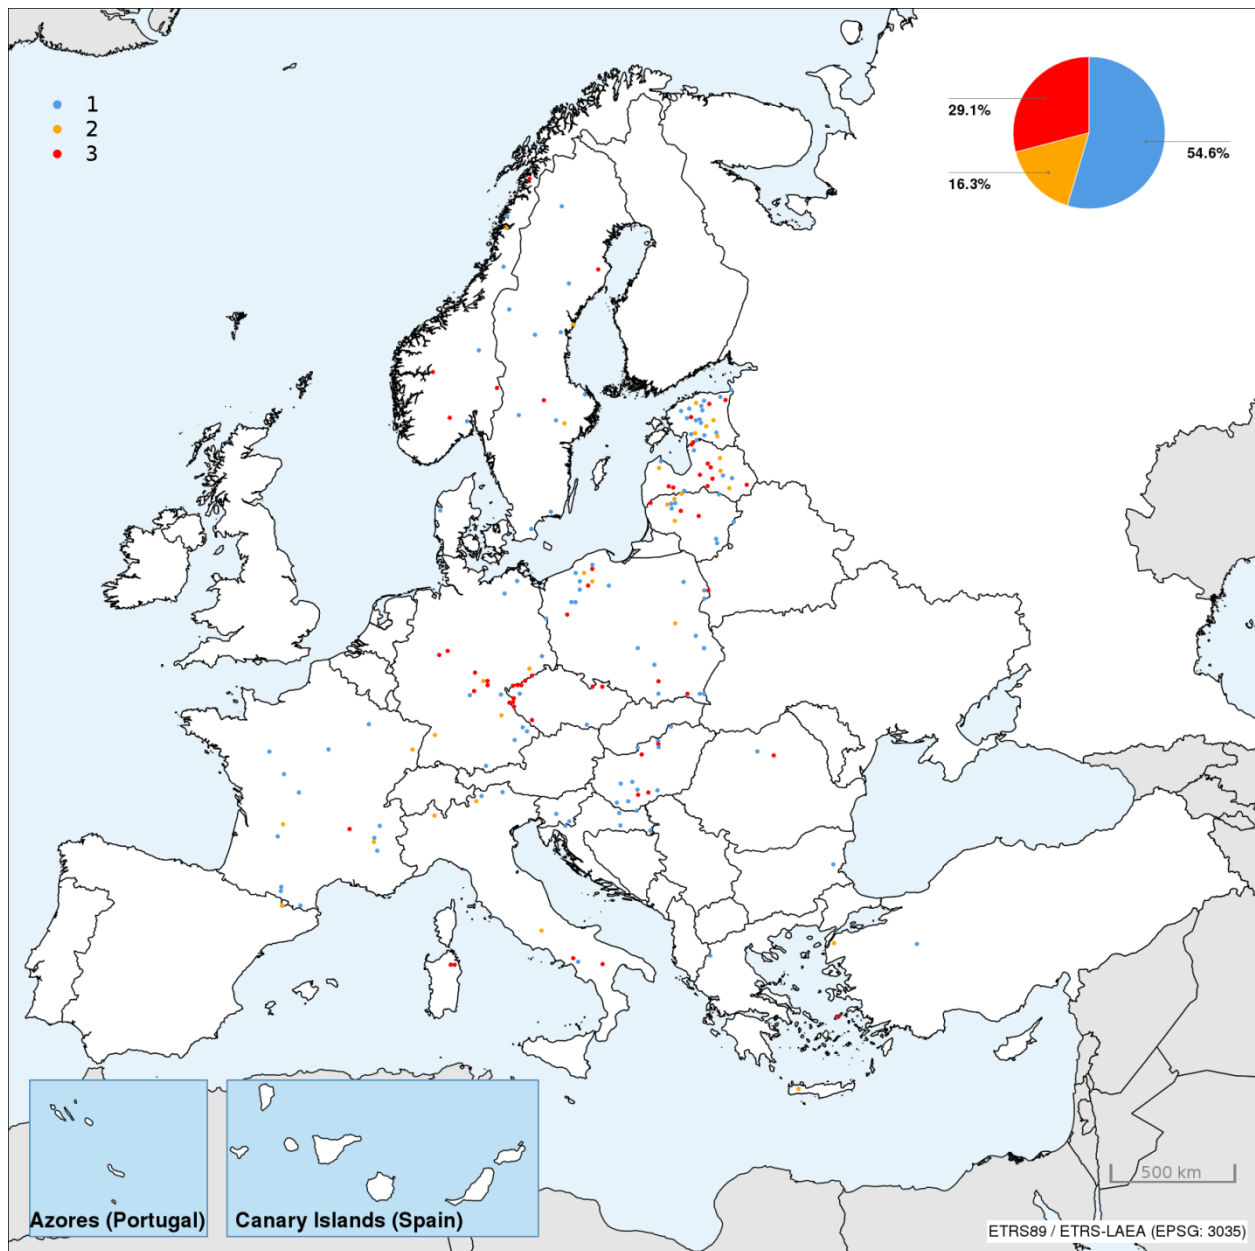 1
2
3
29.1%
54.6%
16.3%
500 km
Azores (Portugal)
Canary Islands (Spain)
ETRS89 / ETRS-LAEA (EPSG: 3035)